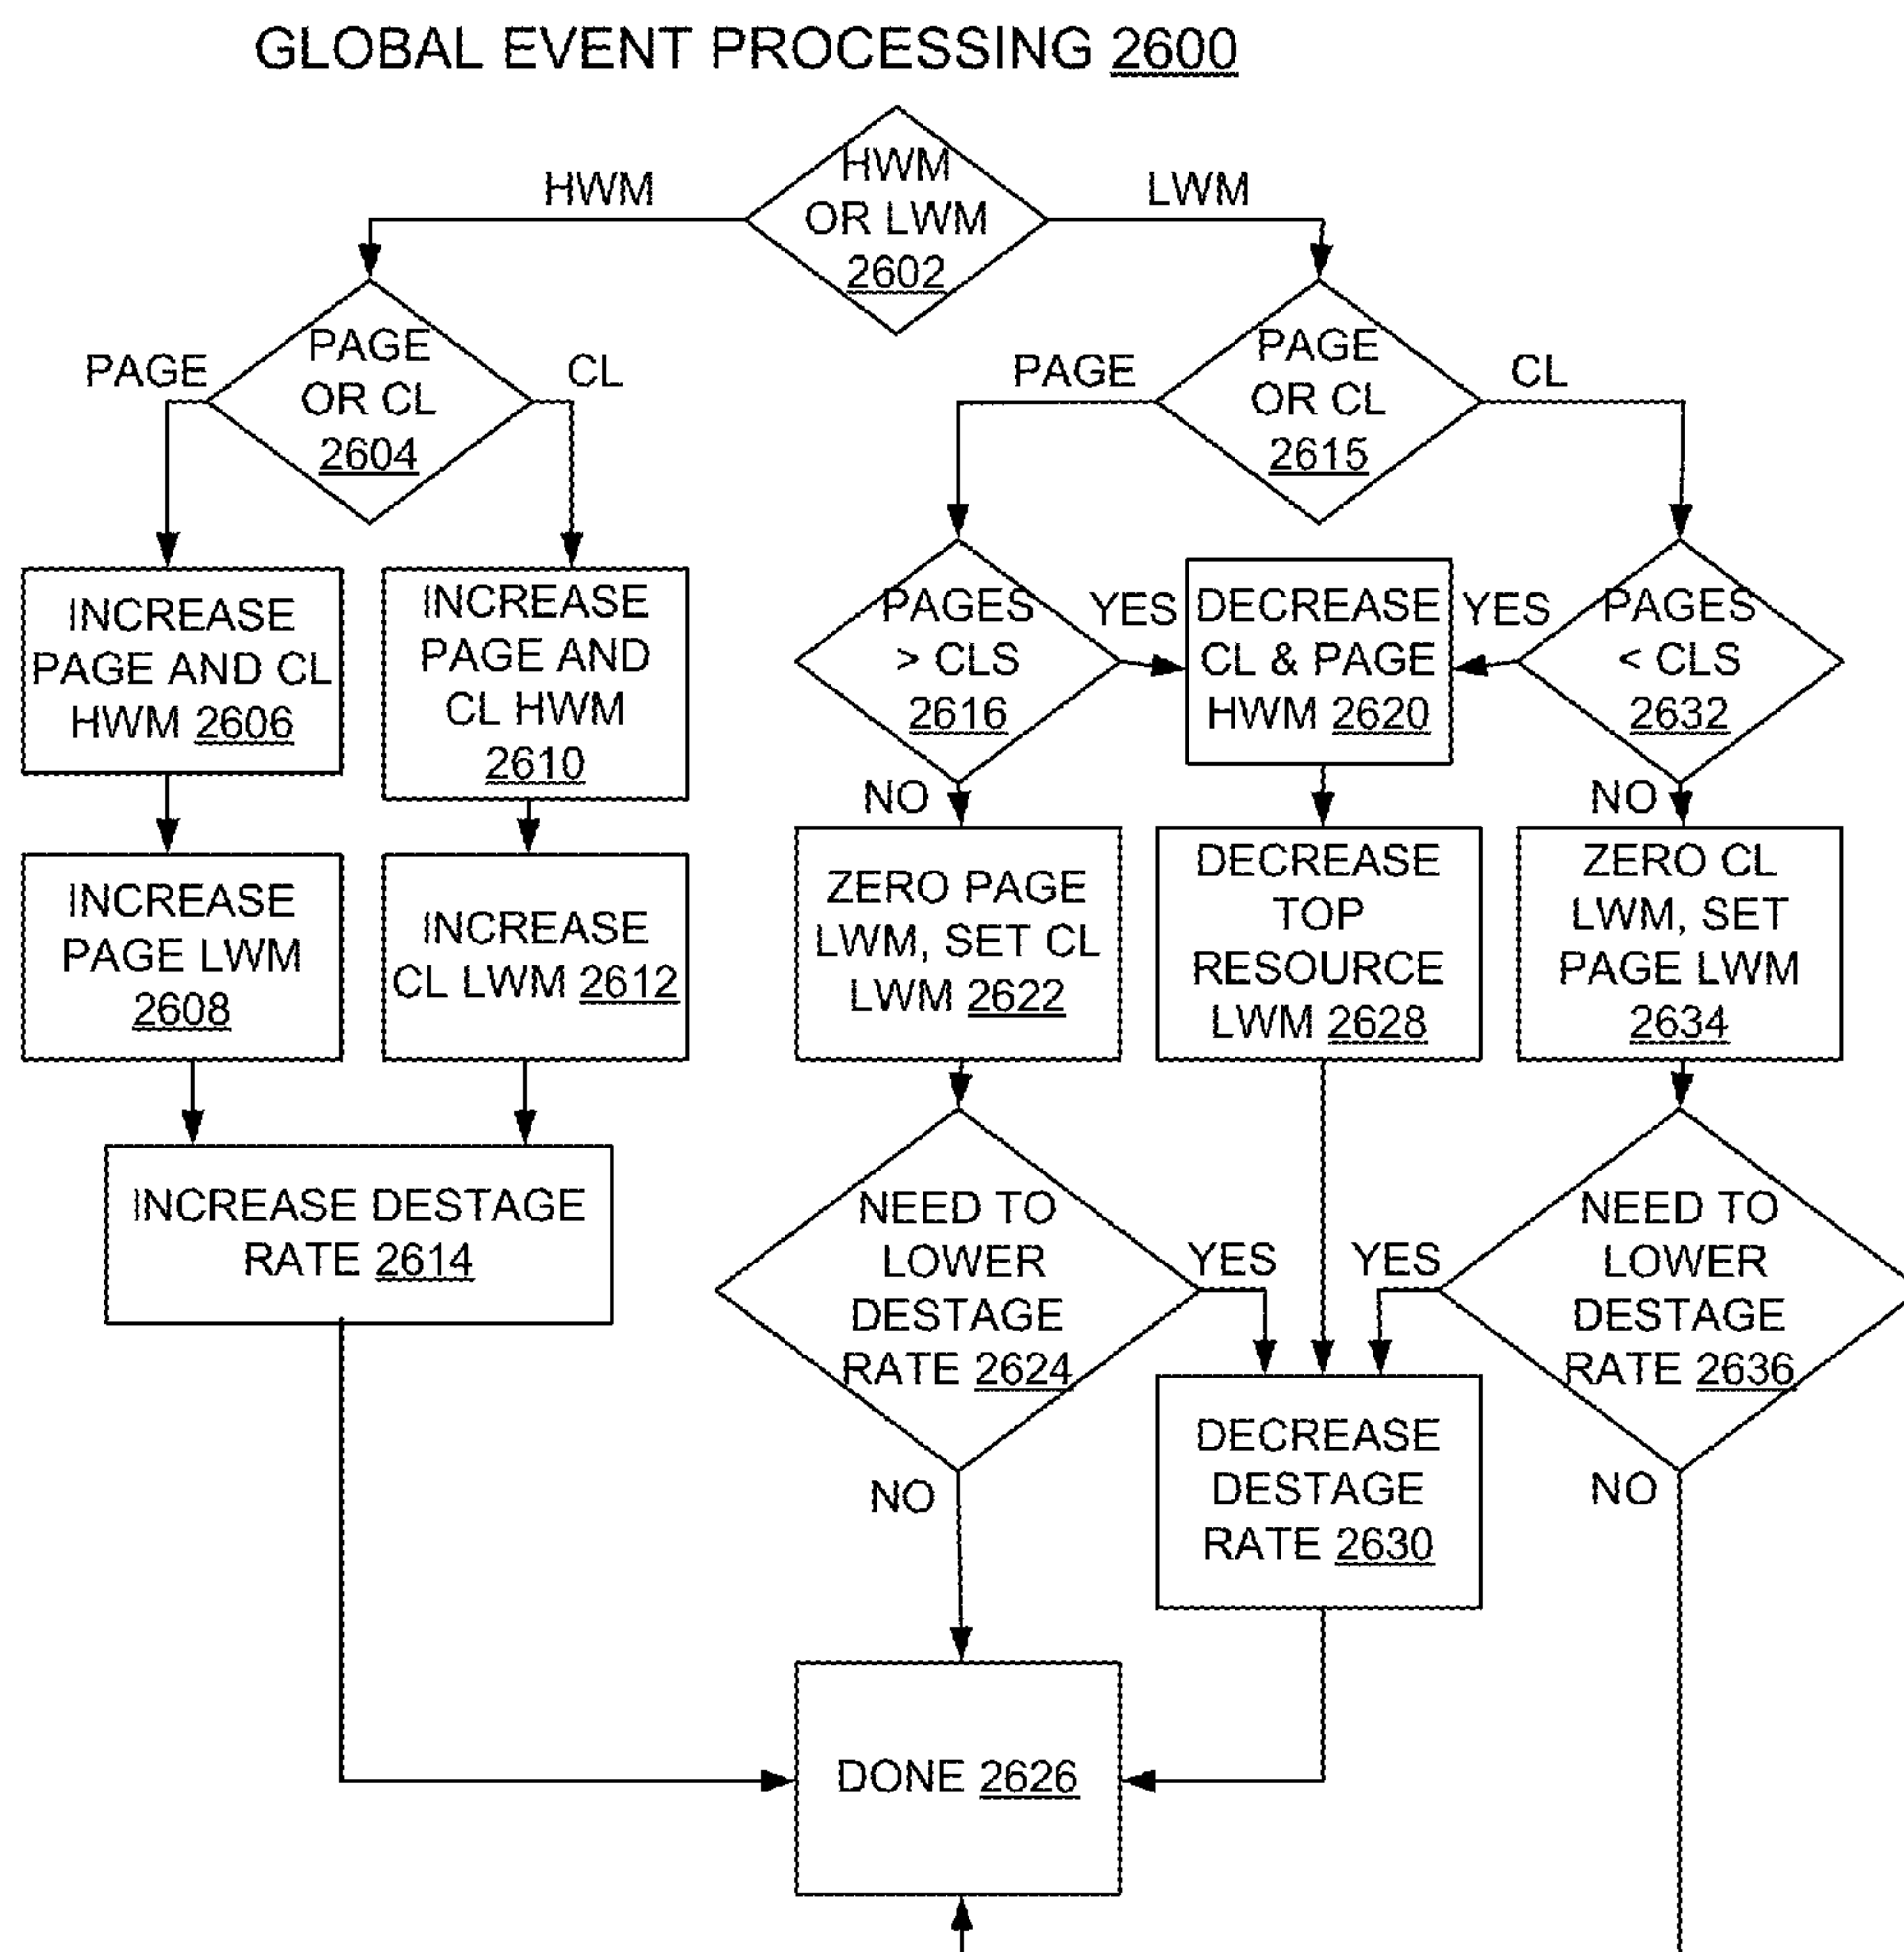 GLOBAL EVENT PROCESSING 2600
HWM
OR LWM
2602
HWM
LWM
PAGE
OR CL
2604
PAGE
CL
PAGE
OR CL
2615
PAGE
CL
INCREASE
PAGE AND CL
HWM 2606
INCREASE
PAGE AND
CL HWM
2610
PAGES
> CLS
2616
YES
DECREASE
CL & PAGE
HWM 2620
YES
PAGES
< CLS
2632
NO
NO
INCREASE
PAGE LWM
2608
INCREASE
CL LWM 2612
ZERO PAGE
LWM, SET CL
LWM 2622
DECREASE
TOP
RESOURCE
LWM 2628
ZERO CL
LWM, SET
PAGE LWM
2634
INCREASE DESTAGE
RATE 2614
NEED TO
LOWER
DESTAGE
RATE 2624
YES
YES
NEED TO
LOWER
DESTAGE
RATE 2636
NO
DECREASE
DESTAGE
RATE 2630
NO
DONE 2626